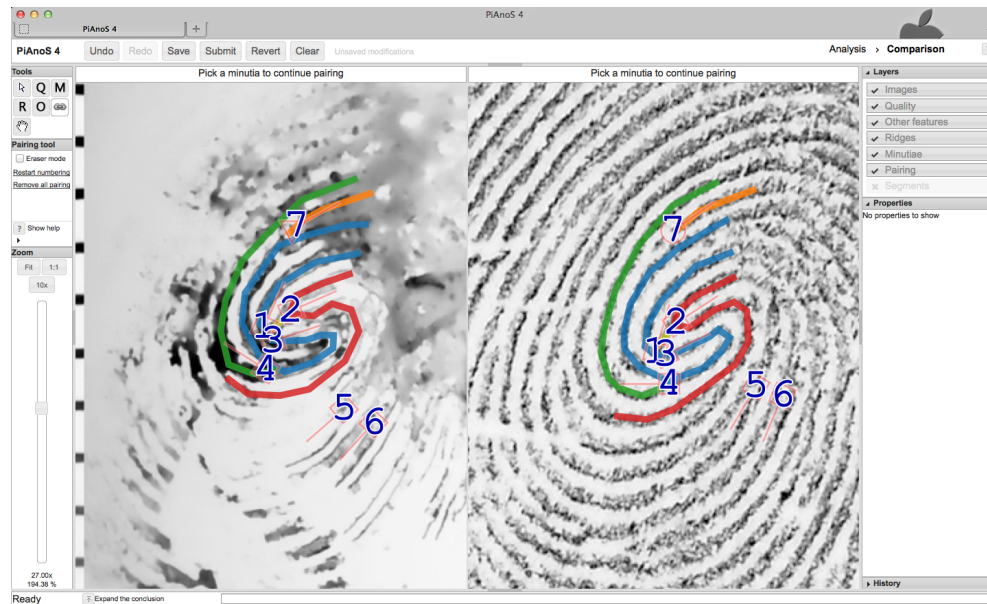 PiAnoS 4
PiAnoS 4
+
PiAnoS 4 Undo Redo Save Submit Revert Clear Unsaved modifications Analysis › Comparison
Tools
Q M
R O
Pairing tool
Eraser mode
Restart numbering
Remove all pairing
? Show help
Zoom
Fit 1:1
10x
27.00x
194.38 %
Pick a minutia to continue pairing
7
2
1
3
4
5
6
Pick a minutia to continue pairing
7
2
1
3
4
5
6
Layers
Images
Quality
Other features
Ridges
Minutiae
Pairing
Segments
Properties
No properties to show
History
Ready
Expand the conclusion